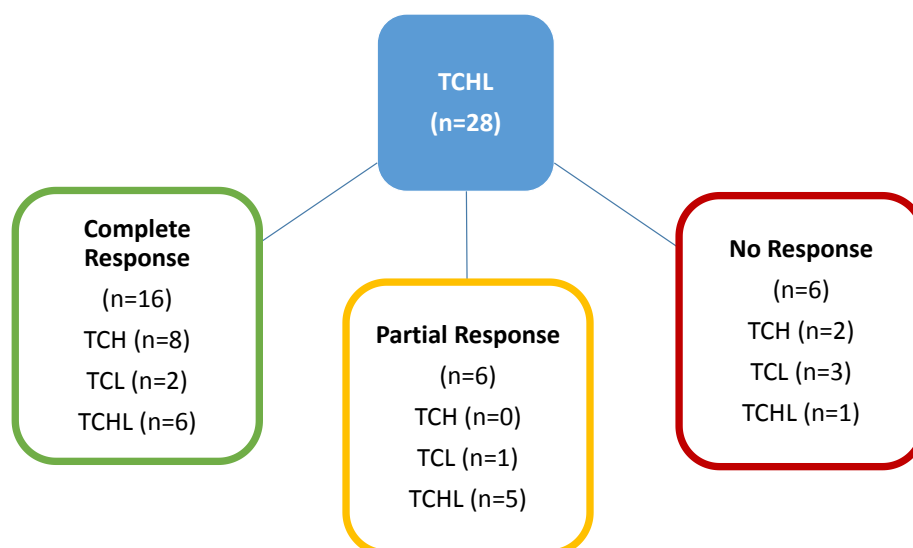 TCHL
(n=28)
Complete
Response
(n=16)
TCH (n=8)
TCL (n=2)
TCHL (n=6)
Partial Response
(n=6)
TCH (n=0)
TCL (n=1)
TCHL (n=5)
No Response
(n=6)
TCH (n=2)
TCL (n=3)
TCHL (n=1)